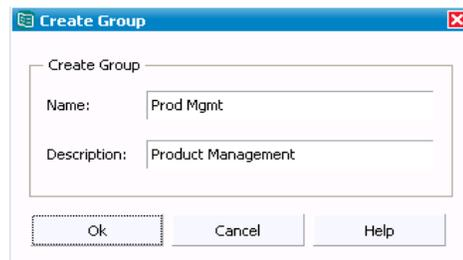 Create Group
Create Group
Name: Prod Mgmt
Description: Product Management
Ok Cancel Help